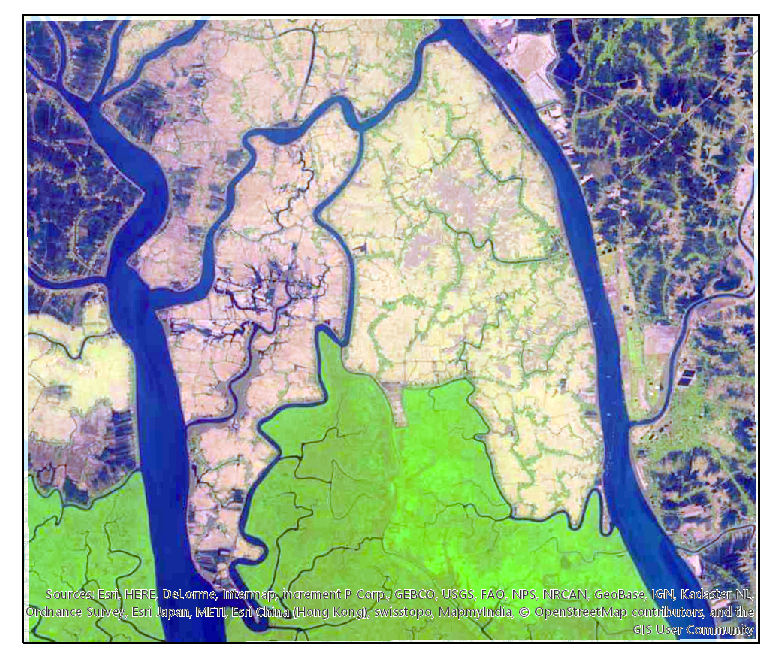 Sources: Esri, HERE, DeLorme, Intermap, increment P Corp., GEBCO, USGS, FAO, NPS, NRCAN, GeoBase, IGN, Kadaster NL,
Ordnance Survey, Esri Japan, METI, Esri China (Hong Kong), swisstopo, MapmyIndia, © OpenStreetMap contributors, and the
GIS User Community